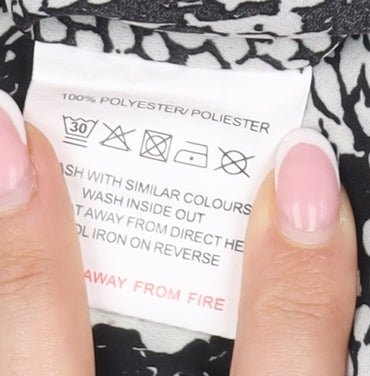 100% POLYESTER/ POLIESTER
30
WITH SIMILAR COLOURS
WASH INSIDE OUT
AWAY FROM DIRECT
IRON ON REVERSE
AWAY FROM FIRE